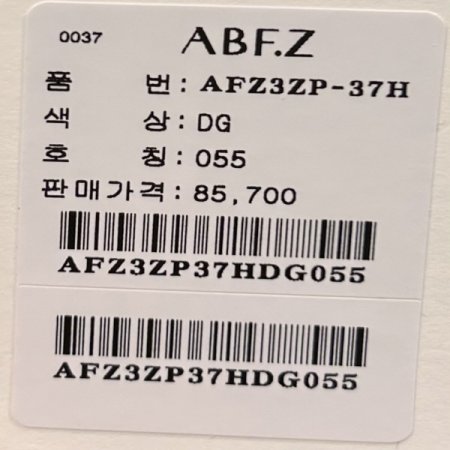 0037 ABF.Z
품 번 : AFZ3ZP-37H
색 상 : DG
호 칭 : 055
판매가격 : 85,700
AFZ3ZP37HDG055
AFZ3ZP37HDG055